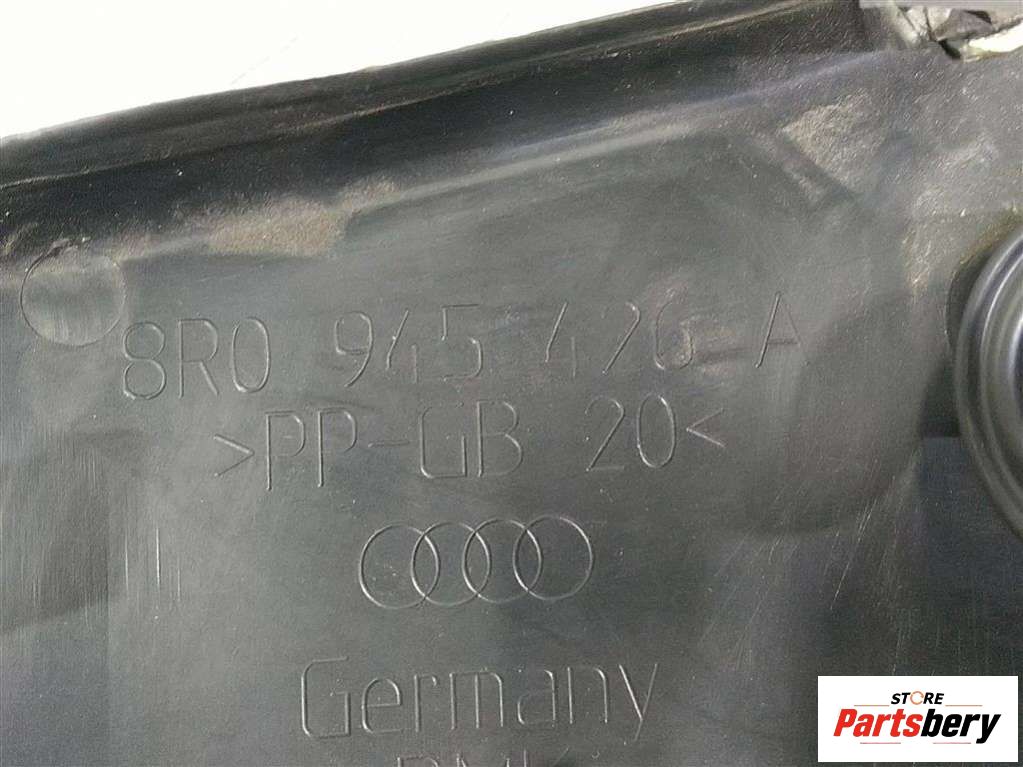 8R0 945 426 A
>PP-GB 20<
Germany
STORE
Partsbery